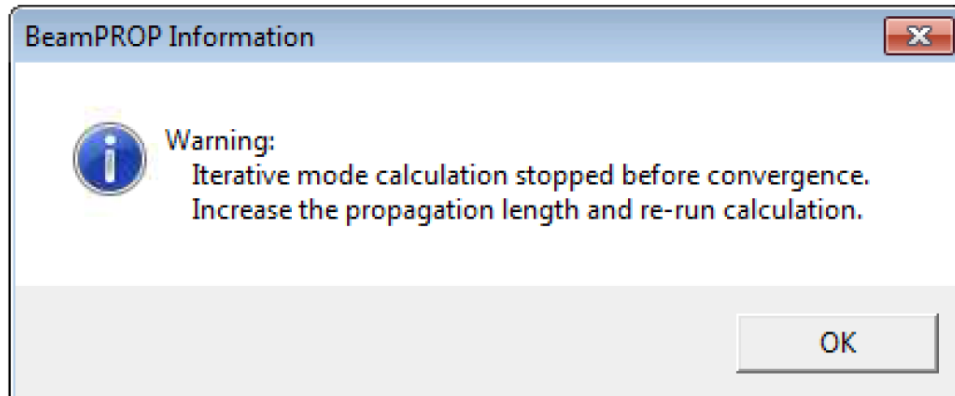 BeamPROP Information
Warning:
Iterative mode calculation stopped before convergence.
Increase the propagation length and re-run calculation.
OK